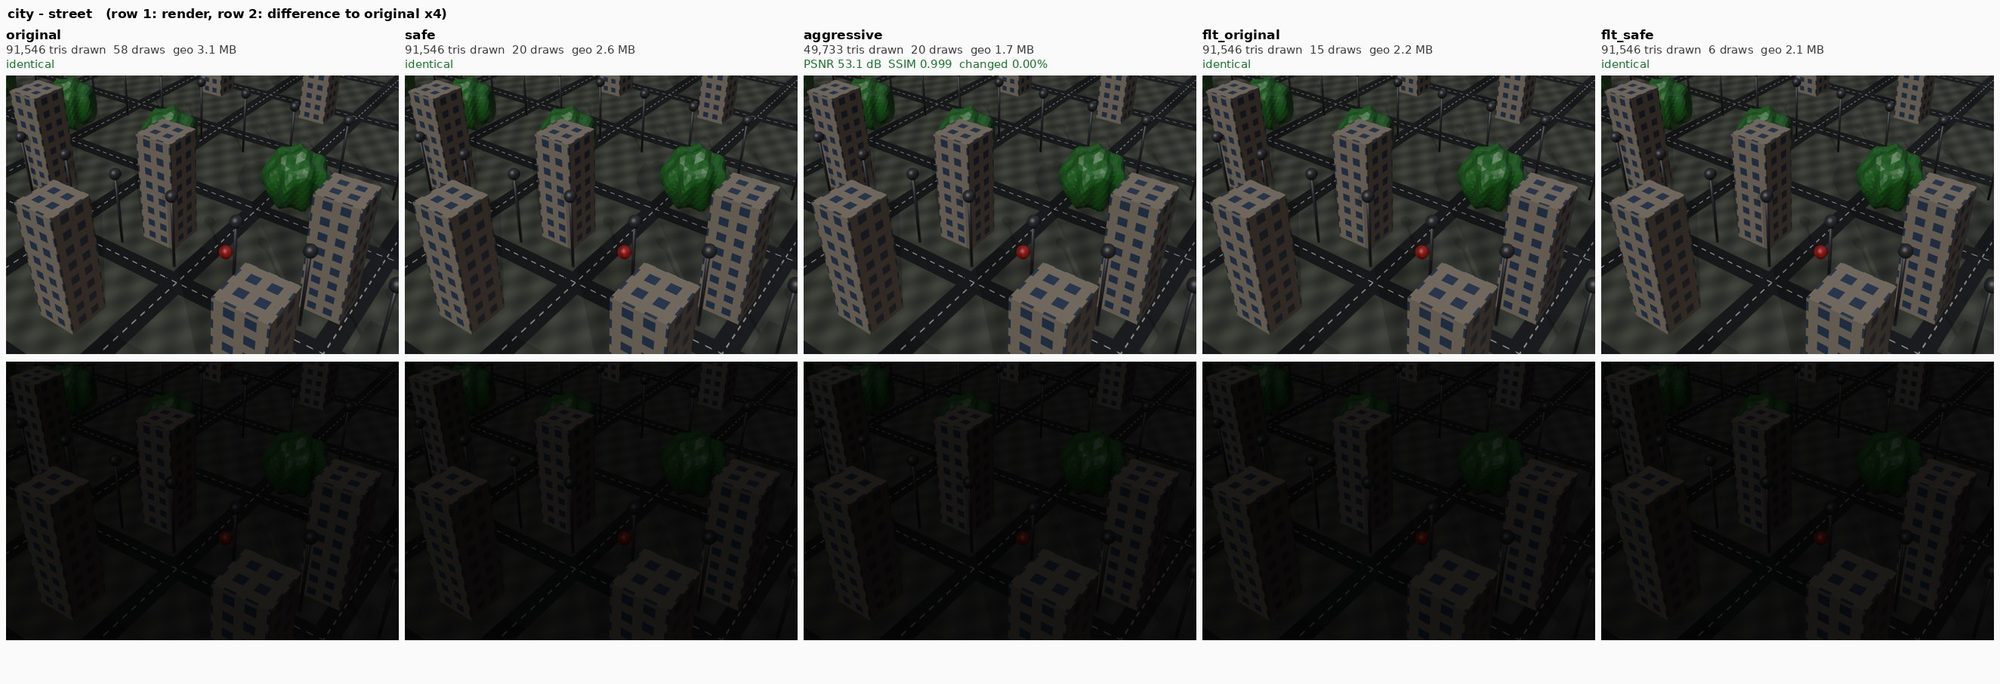 city - street   (row 1: render, row 2: difference to original x4)
original
91,546 tris drawn  58 draws  geo 3.1 MB
identical
safe
91,546 tris drawn  20 draws  geo 2.6 MB
identical
aggressive
49,733 tris drawn  20 draws  geo 1.7 MB
PSNR 53.1 dB  SSIM 0.999  changed 0.00%
flt_original
91,546 tris drawn  15 draws  geo 2.2 MB
identical
flt_safe
91,546 tris drawn  6 draws  geo 2.1 MB
identical